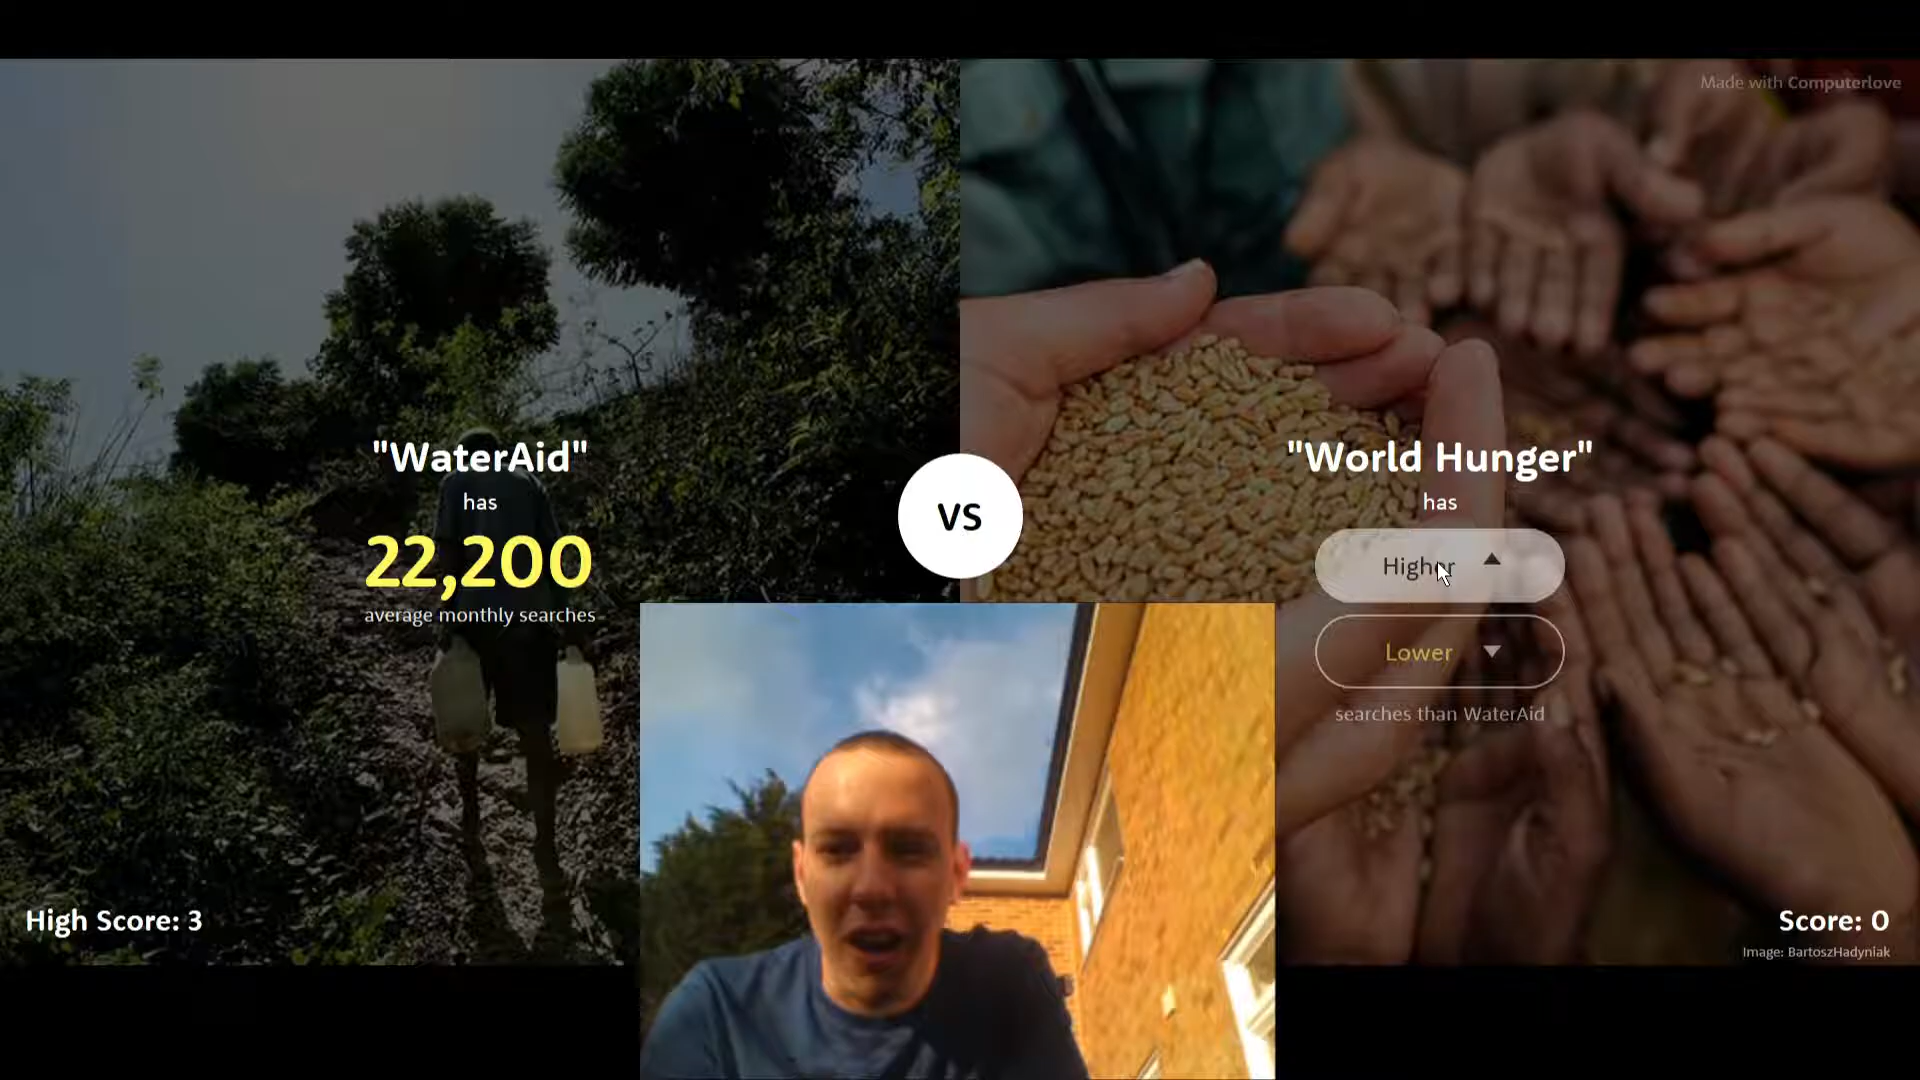 Made with Computerlove
"WaterAid"
has
22,200
average monthly searches
VS
"World Hunger"
has
Higher
Lower
searches than WaterAid
High Score: 3
Score: 0
Image: BartoszHadyniak